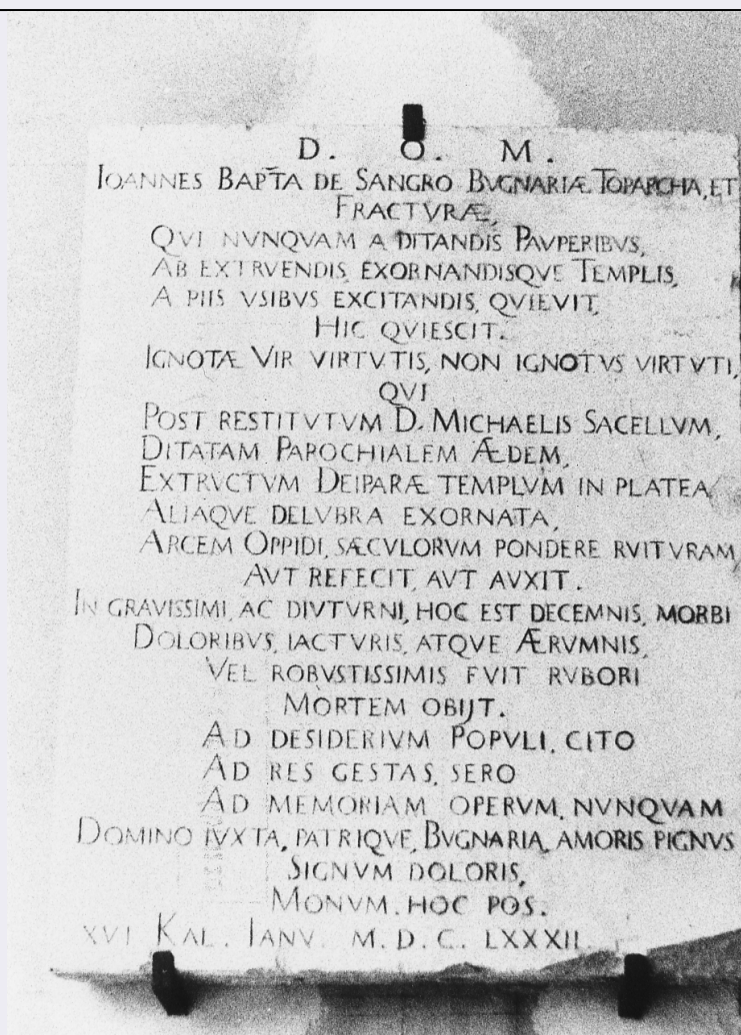 D. O. M.
IOANNES BAPT̄A DE SANGRO BVGNARIÆ TOPARCHA, ET
FRACTVRÆ,
QVI NVNQVAM A DITANDIS PAVPERIBVS,
AB EXTRVENDIS, EXORNANDISQVE TEMPLIS,
A PIIS VSIBVS EXCITANDIS, QVIEVIT,
HIC QVIESCIT.
IGNOTÆ VIR VIRTVTIS, NON IGNOTVS VIRTVTI,
QVI
POST RESTITVTVM D. MICHAELIS SACELLVM,
DITATAM PAROCHIALEM ÆDEM,
EXTRVCTVM DEIPARÆ TEMPLVM IN PLATEA,
ALIAQVE DELVBRA EXORNATA,
ARCEM OPPIDI, SÆCVLORVM PONDERE RVITVRAM,
AVT REFECIT, AVT AVXIT.
IN GRAVISSIMI, AC DIVTVRNI, HOC EST DECEMNIS, MORBI
DOLORIBVS, IACTVRIS, ATQVE ÆRVMNIS,
VEL ROBVSTISSIMIS FVIT RVBORI
MORTEM OBIJT.
AD DESIDERIVM POPVLI, CITO
AD RES GESTAS, SERO
AD MEMORIAM OPERVM, NVNQVAM
DOMINO IVXTA, PATRIQVE, BVGNARIA, AMORIS PIGNVS
SIGNVM DOLORIS,
MONVM. HOC POS.
XVI KAL. IANV. M. D. C. LXXXII.